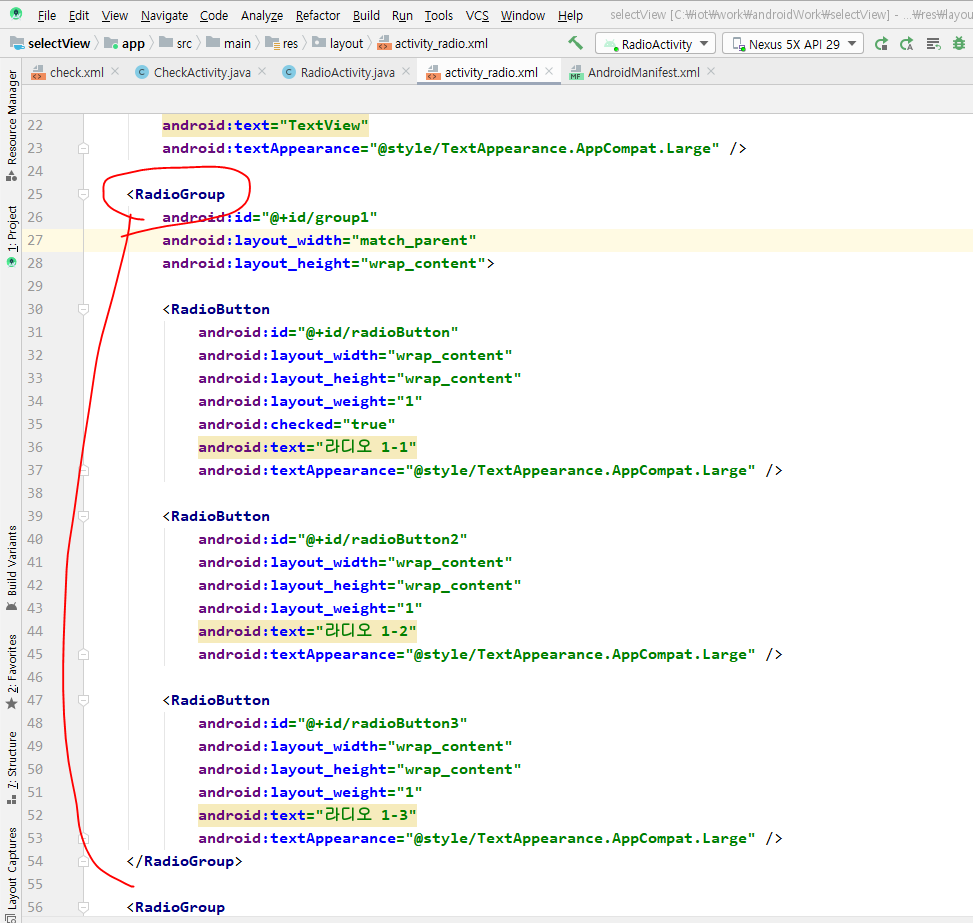 File Edit View Navigate Code Analyze Refactor Build Run Tools VCS Window Help selectView [C:₩iot₩work₩androidWork₩selectView] - ...₩res₩layou
selectView app src main res layout activity_radio.xml RadioActivity Nexus 5X API 29
check.xml CheckActivity.java RadioActivity.java activity_radio.xml AndroidManifest.xml
Resource Manager
1: Project
Build Variants
2: Favorites
7: Structure
Layout Captures
22 android:text="TextView"
23 android:textAppearance="@style/TextAppearance.AppCompat.Large" />
24
25 <RadioGroup
26 android:id="@+id/group1"
27 android:layout_width="match_parent"
28 android:layout_height="wrap_content">
29
30 <RadioButton
31 android:id="@+id/radioButton"
32 android:layout_width="wrap_content"
33 android:layout_height="wrap_content"
34 android:layout_weight="1"
35 android:checked="true"
36 android:text="라디오 1-1"
37 android:textAppearance="@style/TextAppearance.AppCompat.Large" />
38
39 <RadioButton
40 android:id="@+id/radioButton2"
41 android:layout_width="wrap_content"
42 android:layout_height="wrap_content"
43 android:layout_weight="1"
44 android:text="라디오 1-2"
45 android:textAppearance="@style/TextAppearance.AppCompat.Large" />
46
47 <RadioButton
48 android:id="@+id/radioButton3"
49 android:layout_width="wrap_content"
50 android:layout_height="wrap_content"
51 android:layout_weight="1"
52 android:text="라디오 1-3"
53 android:textAppearance="@style/TextAppearance.AppCompat.Large" />
54 </RadioGroup>
55
56 <RadioGroup